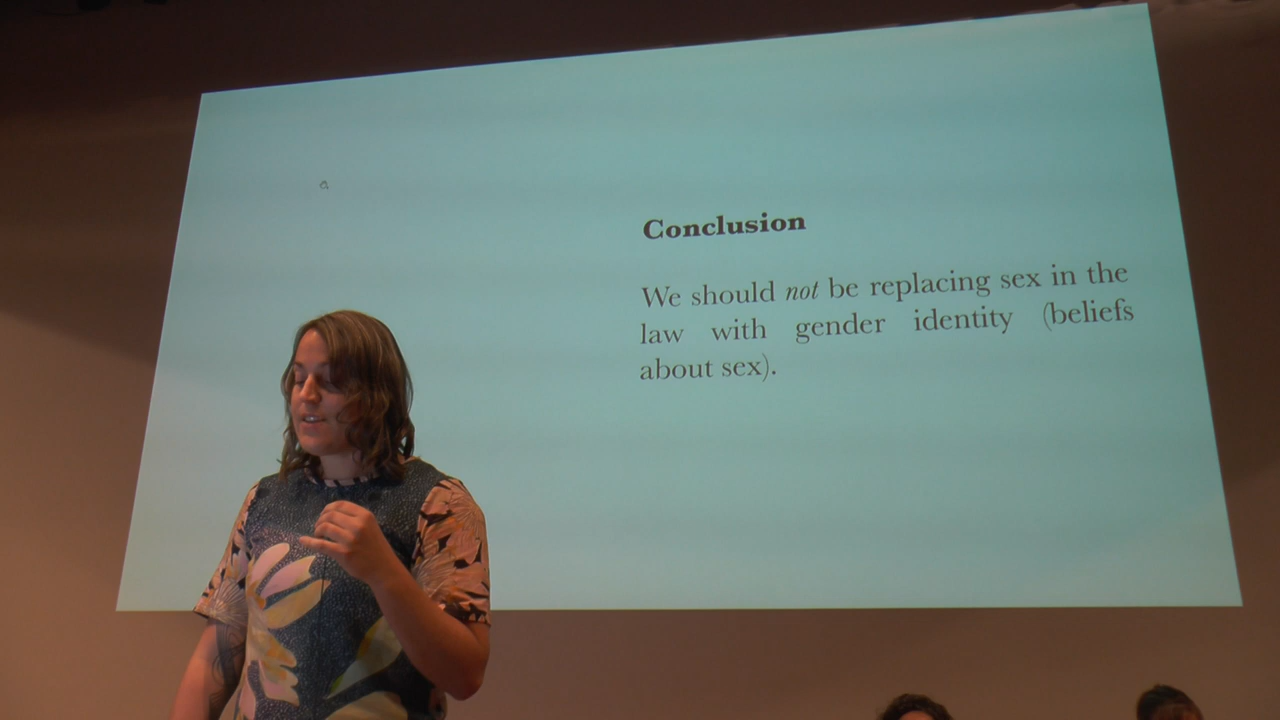 Conclusion
We should not be replacing sex in the
law with gender identity (beliefs
about sex).